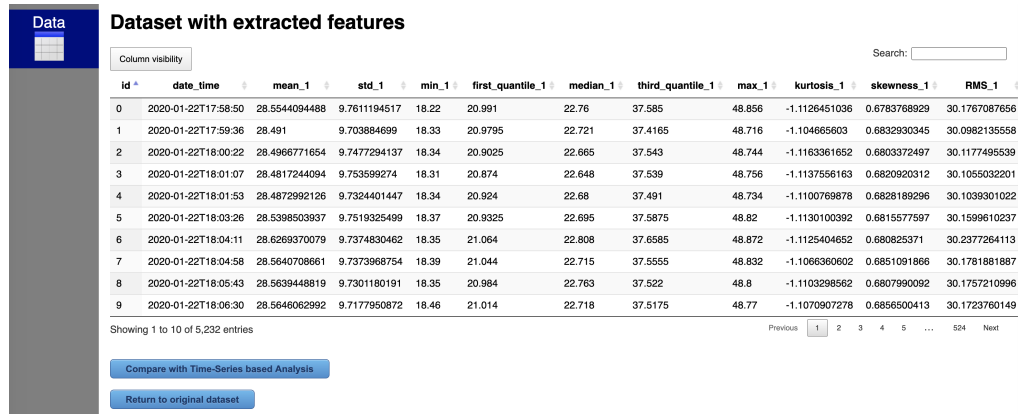 Data
Dataset with extracted features
Column visibility
Search:
id date_time mean_1 std_1 min_1 first_quantile_1 median_1 third_quantile_1 max_1 kurtosis_1 skewness_1 RMS_1
0 2020-01-22T17:58:50 28.5544094488 9.7611194517 18.22 20.991 22.76 37.585 48.856 -1.1126451036 0.6783768929 30.1767087656
1 2020-01-22T17:59:36 28.491 9.703884699 18.33 20.9795 22.721 37.4165 48.716 -1.104665603 0.6832930345 30.0982135558
2 2020-01-22T18:00:22 28.4966771654 9.7477294137 18.34 20.9025 22.665 37.543 48.744 -1.1163361652 0.6803372497 30.1177495539
3 2020-01-22T18:01:07 28.4817244094 9.753599274 18.31 20.874 22.648 37.539 48.756 -1.1137556163 0.6820920312 30.1055032201
4 2020-01-22T18:01:53 28.4872992126 9.7324401447 18.34 20.924 22.68 37.491 48.734 -1.1100769878 0.6828189296 30.1039301022
5 2020-01-22T18:03:26 28.5398503937 9.7519325499 18.37 20.9325 22.695 37.5875 48.82 -1.1130100392 0.6815577597 30.1599610237
6 2020-01-22T18:04:11 28.6269370079 9.7374830462 18.35 21.064 22.808 37.6585 48.872 -1.1125404652 0.680825371 30.2377264113
7 2020-01-22T18:04:58 28.5640708661 9.7373968754 18.39 21.044 22.715 37.5555 48.832 -1.1066360602 0.6851091866 30.1781881887
8 2020-01-22T18:05:43 28.5639448819 9.7301180191 18.35 20.984 22.763 37.522 48.8 -1.1103298562 0.6807990092 30.1757210996
9 2020-01-22T18:06:30 28.5646062992 9.7177950872 18.46 21.014 22.718 37.5175 48.77 -1.1070907278 0.6856500413 30.1723760149
Showing 1 to 10 of 5,232 entries
Previous 1 2 3 4 5 ... 524 Next
Compare with Time-Series based Analysis
Return to original dataset